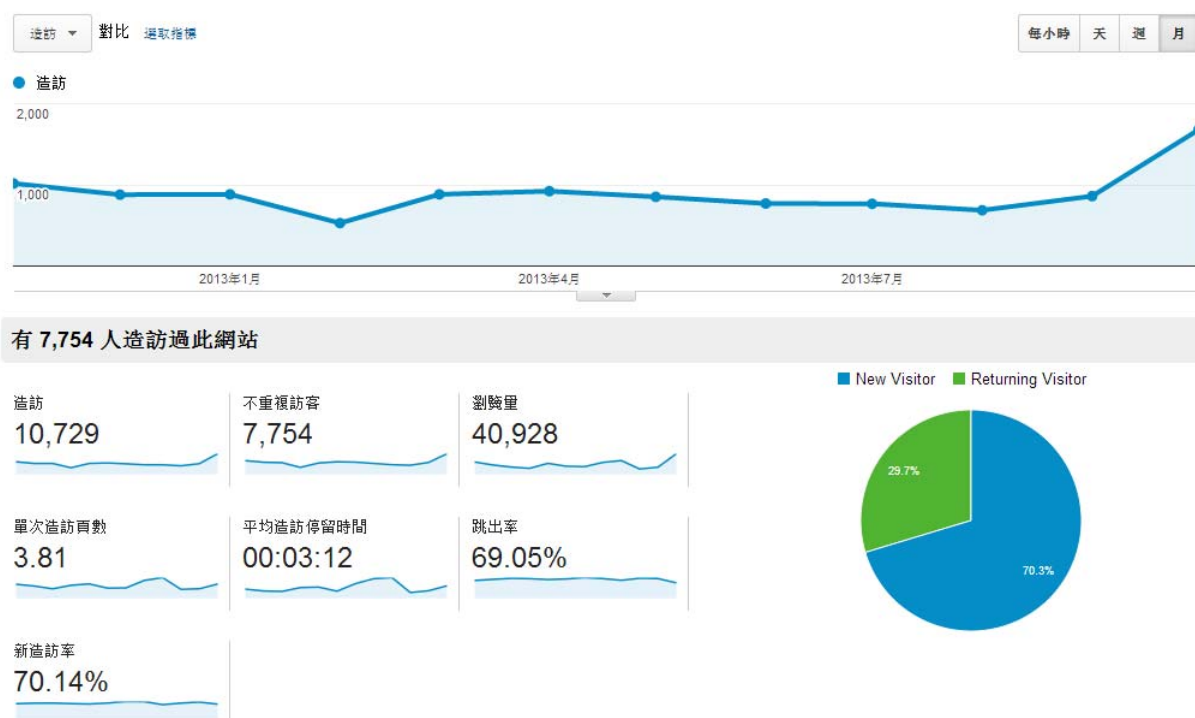 造訪 對比 選取指標
每小時 天 週 月
造訪
2,000
1,000
2013年1月 2013年4月 2013年7月
有 7,754 人造訪過此網站
New Visitor Returning Visitor
造訪 不重複訪客 瀏覽量
10,729 7,754 40,928
29.7%
單次造訪頁數 平均造訪停留時間 跳出率
3.81 00:03:12 69.05%
70.3%
新造訪率
70.14%